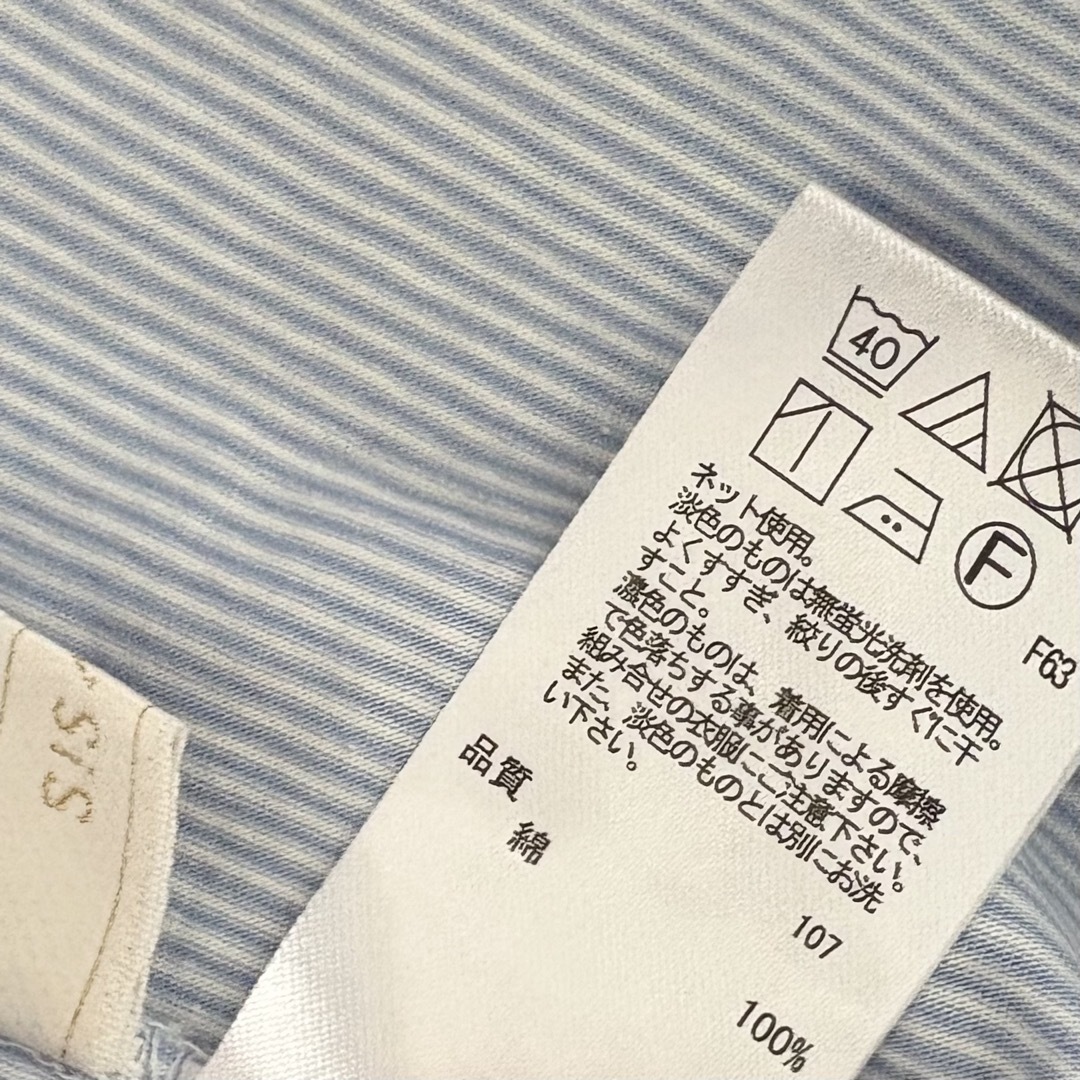 40
F
F63
ネット使用。
淡色のものは無蛍光洗剤を使用。
よくすすぎ、絞りの後すぐに干
すこと。
濃色のものは、着用による摩擦
で色落ちする事がありますので、
組み合せの衣服にご注意下さい。
また、淡色のものとは別にお洗
い下さい。
107
品質
綿 100%